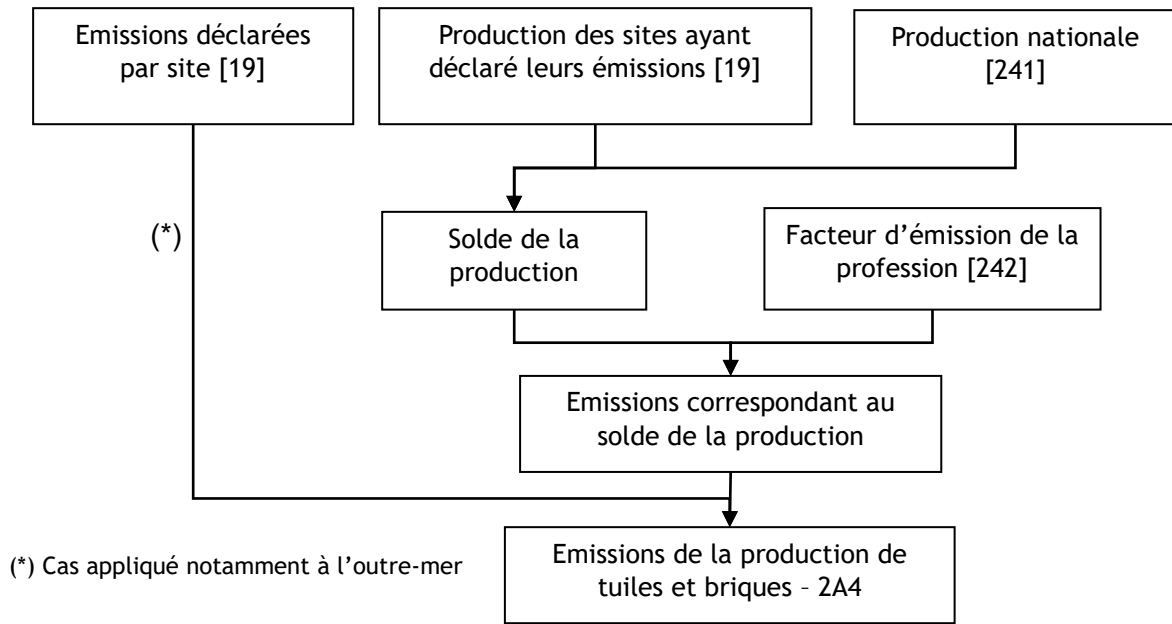 Emissions déclarées
par site [19]
Production des sites ayant
déclaré leurs émissions [19]
Production nationale
[241]
(*)
Solde de la
production
Facteur d’émission de la
profession [242]
Emissions correspondant au
solde de la production
(*) Cas appliqué notamment à l’outre-mer
Emissions de la production de
tuiles et briques – 2A4